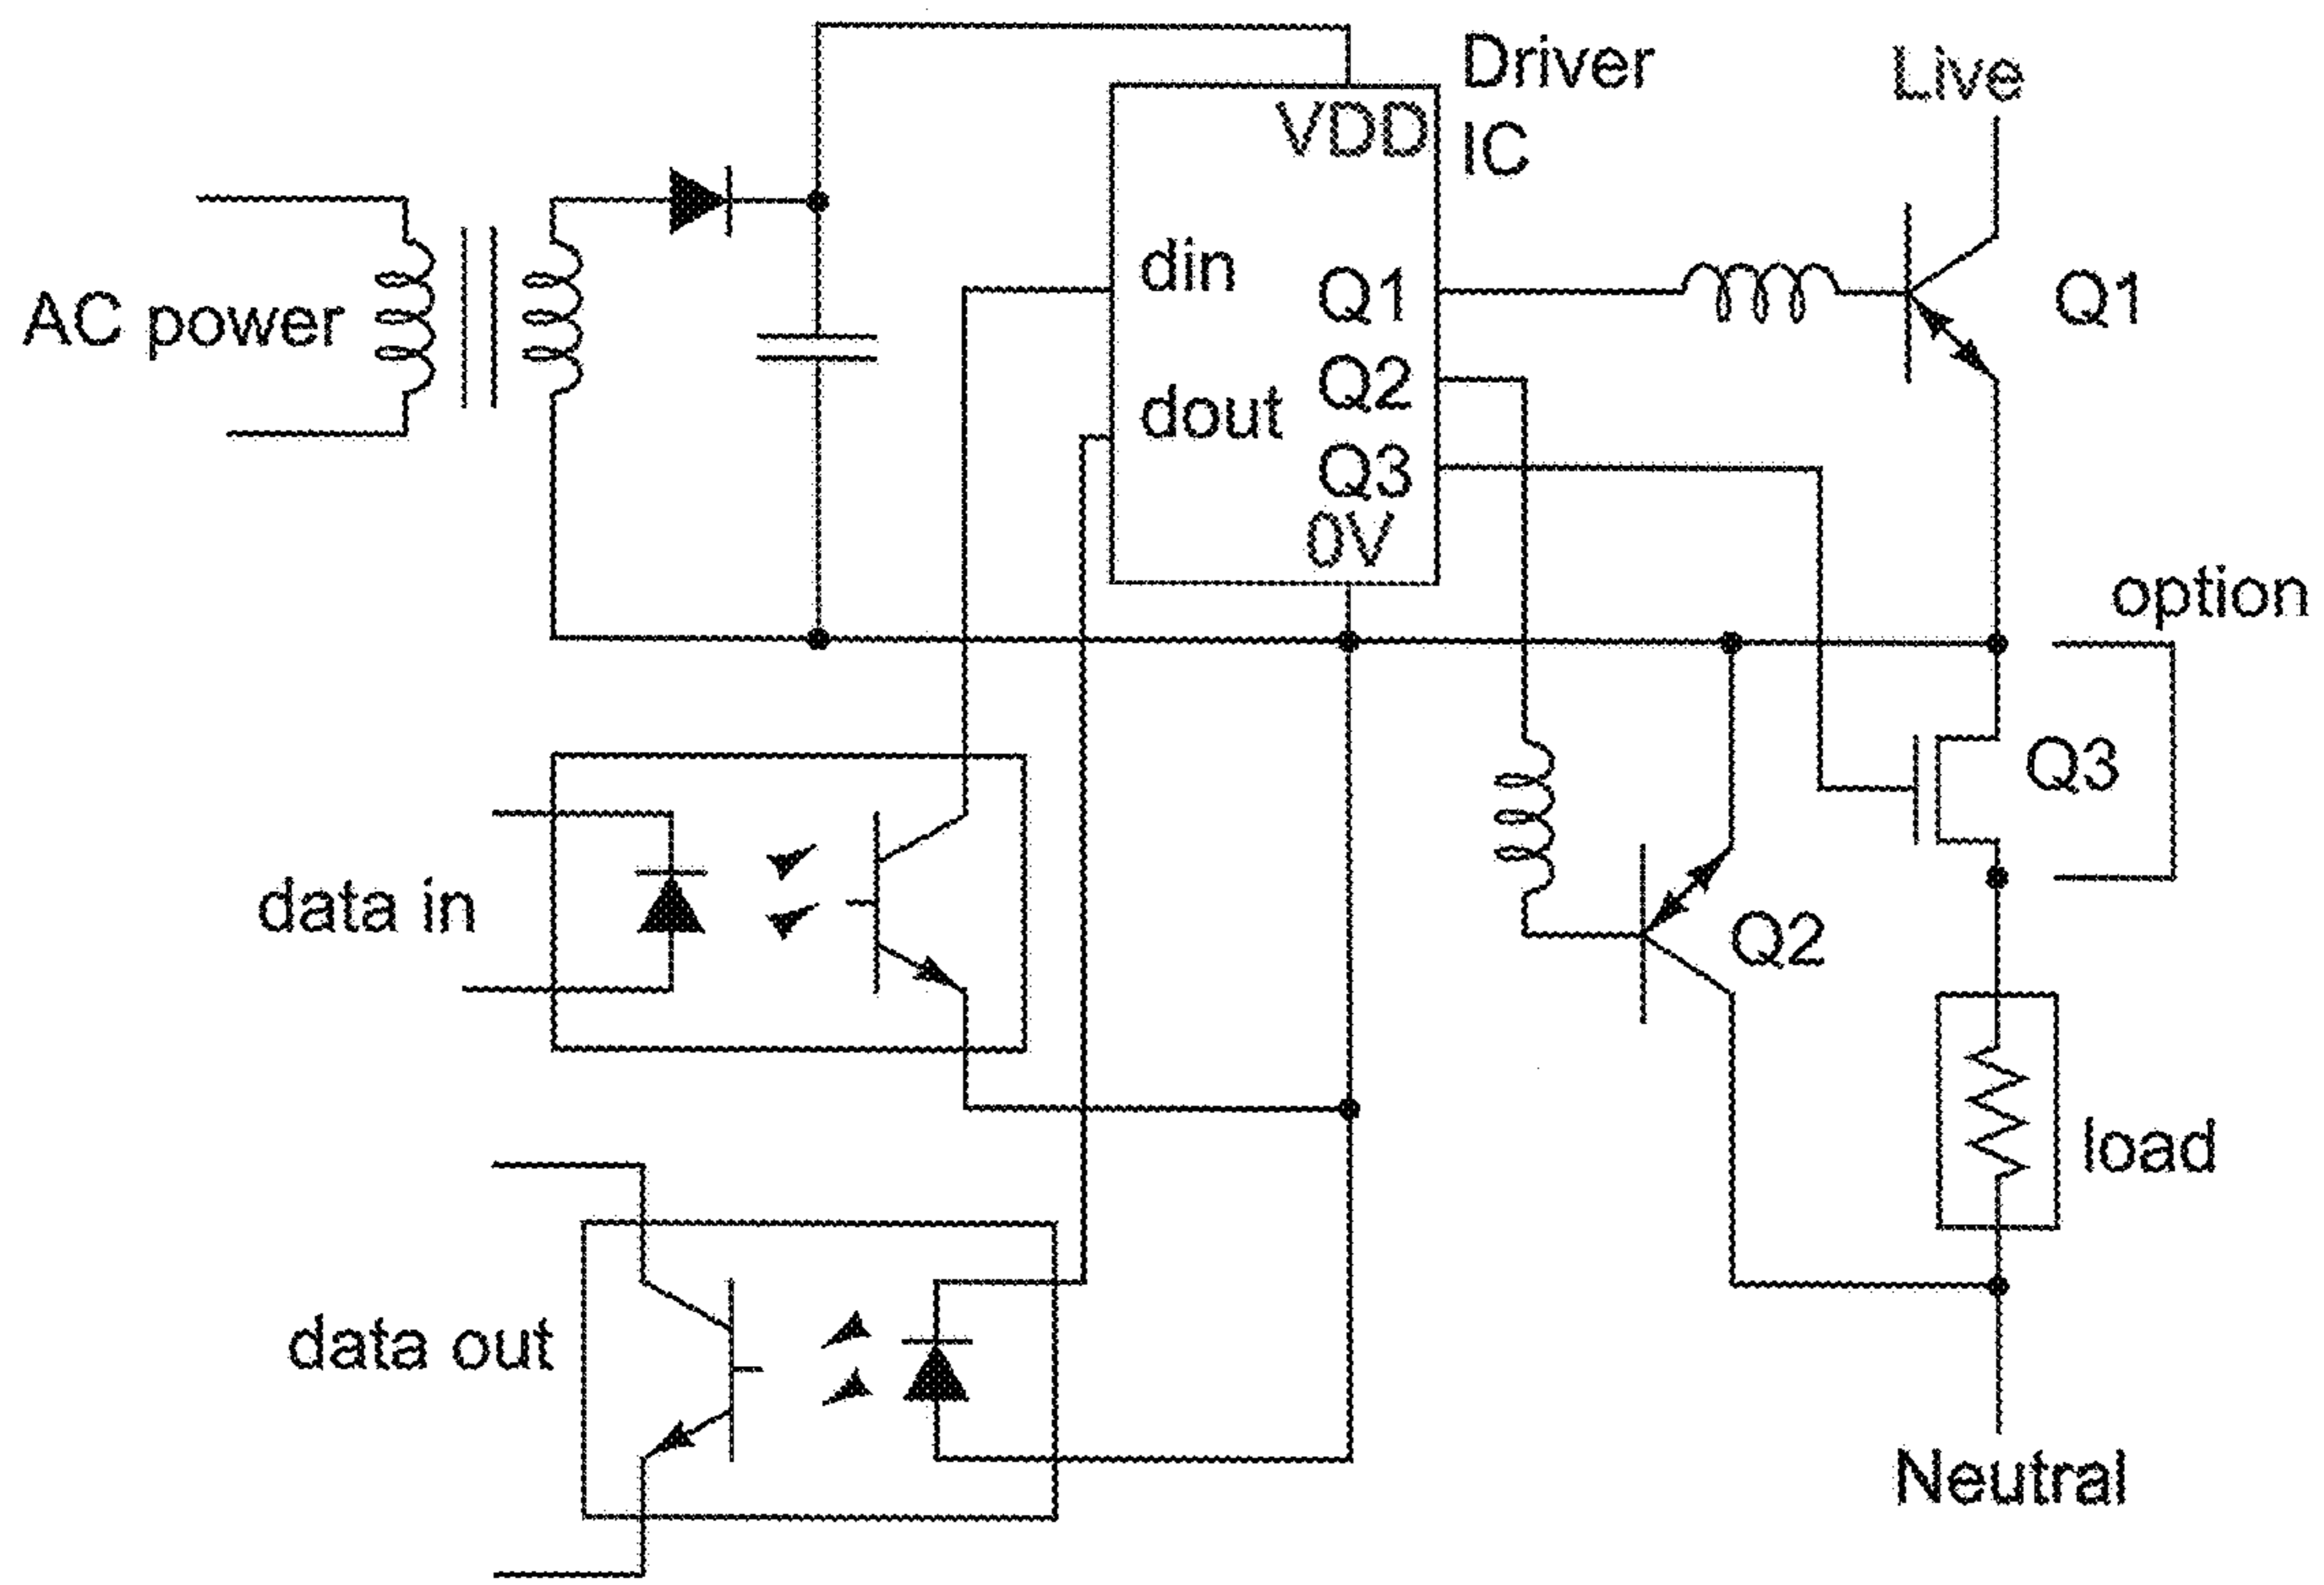 Driver
IC
Live
VDD
AC power
din
Q1
Q1
Q2
dout
Q3
0V
option
Q3
data in
Q2
load
data out
Neutral